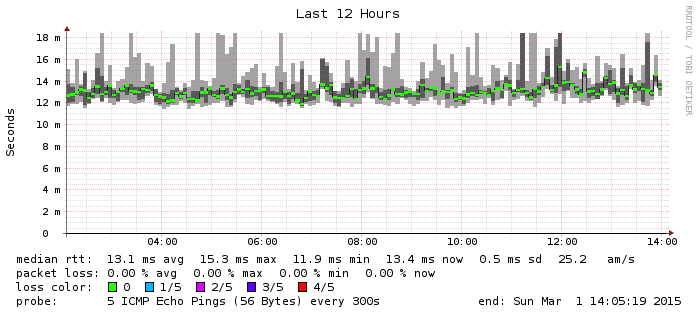 Last 12 Hours
RRDTOOL / TOBI OETIKER
Seconds
18 m
16 m
14 m
12 m
10 m
8 m
6 m
4 m
2 m
0
04:00 06:00 08:00 10:00 12:00 14:00
median rtt: 13.1 ms avg 15.3 ms max 11.9 ms min 13.4 ms now 0.5 ms sd 25.2 am/s
packet loss: 0.00 % avg 0.00 % max 0.00 % min 0.00 % now
loss color: 0 1/5 2/5 3/5 4/5
probe: 5 ICMP Echo Pings (56 Bytes) every 300s end: Sun Mar 1 14:05:19 2015